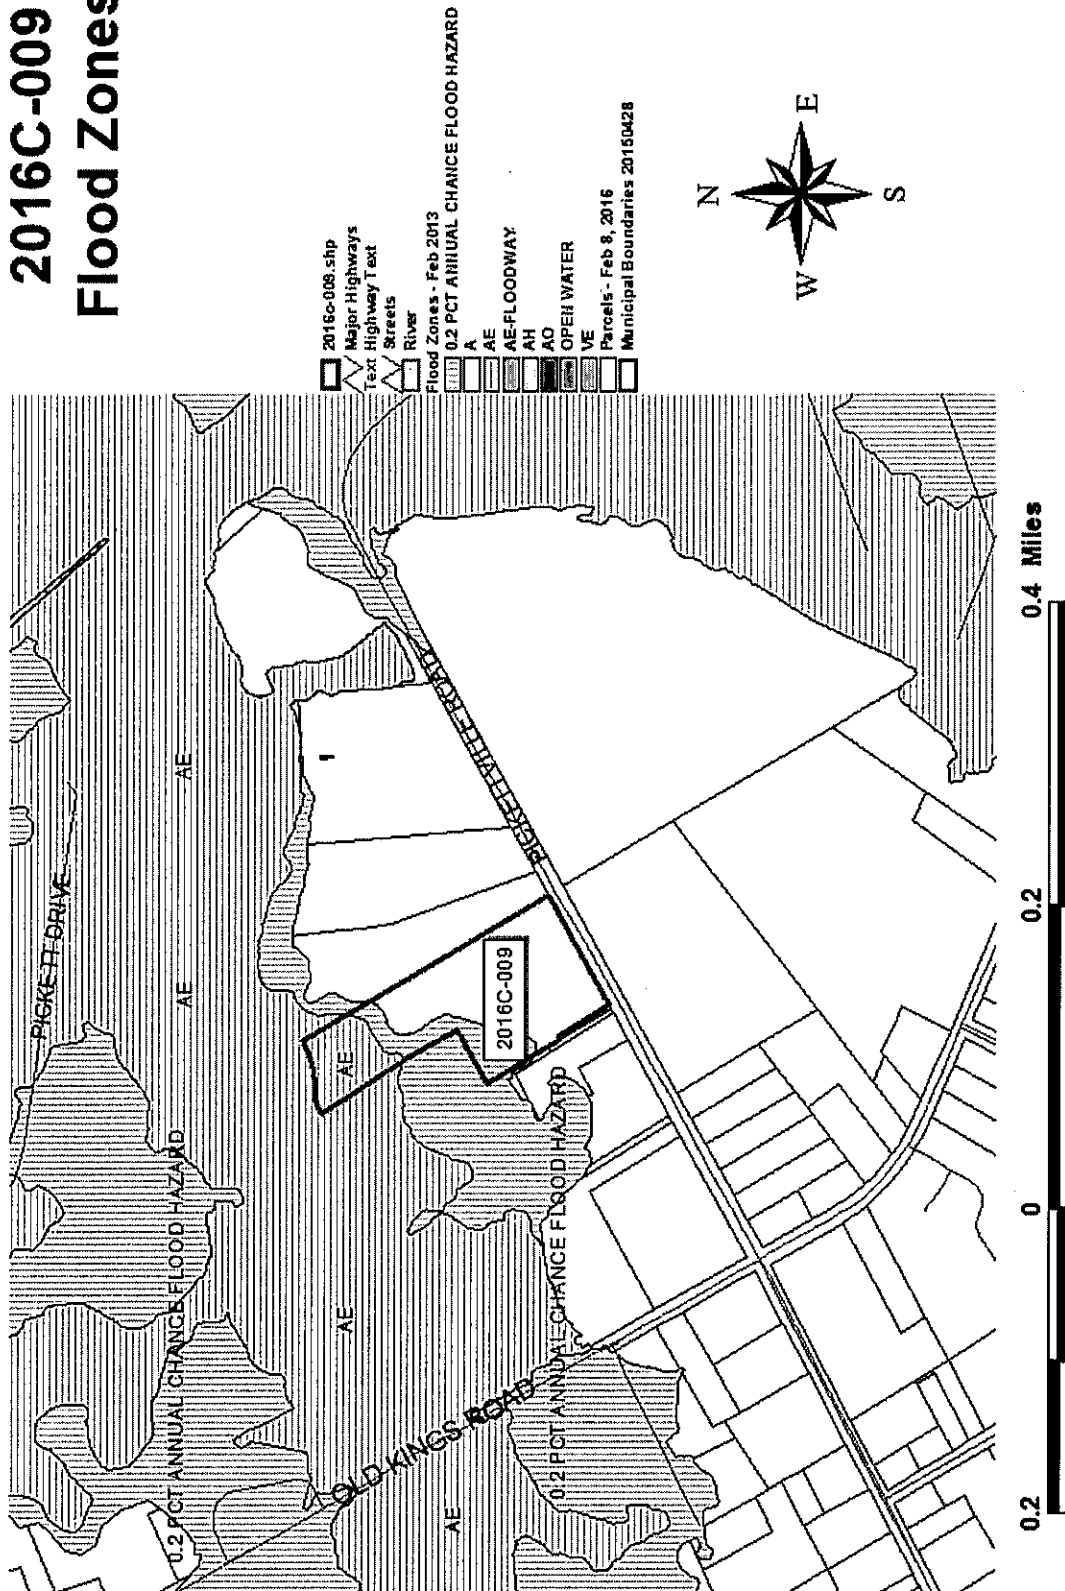 2016C-009
Flood Zones
2016c-009.shp
Major Highways
Text Highway Text
Streets
River
Flood Zones - Feb 2013
0.2 PCT ANNUAL CHANCE FLOOD HAZARD
A
AE
AE-FLOODWAY
AH
AO
OPEN WATER
VE
Parcels - Feb 8, 2016
Municipal Boundaries 20150428
N
W
E
S
PICKETT DRIVE
AE
AE
AE
AE
AE
0.2 PCT ANNUAL CHANCE FLOOD HAZARD
0.2 PCT ANNUAL CHANCE FLOOD HAZARD
OLD KINGS ROAD
PICKETTVILLE ROAD
2016C-009
1
0.2
0
0.2
0.4 Miles